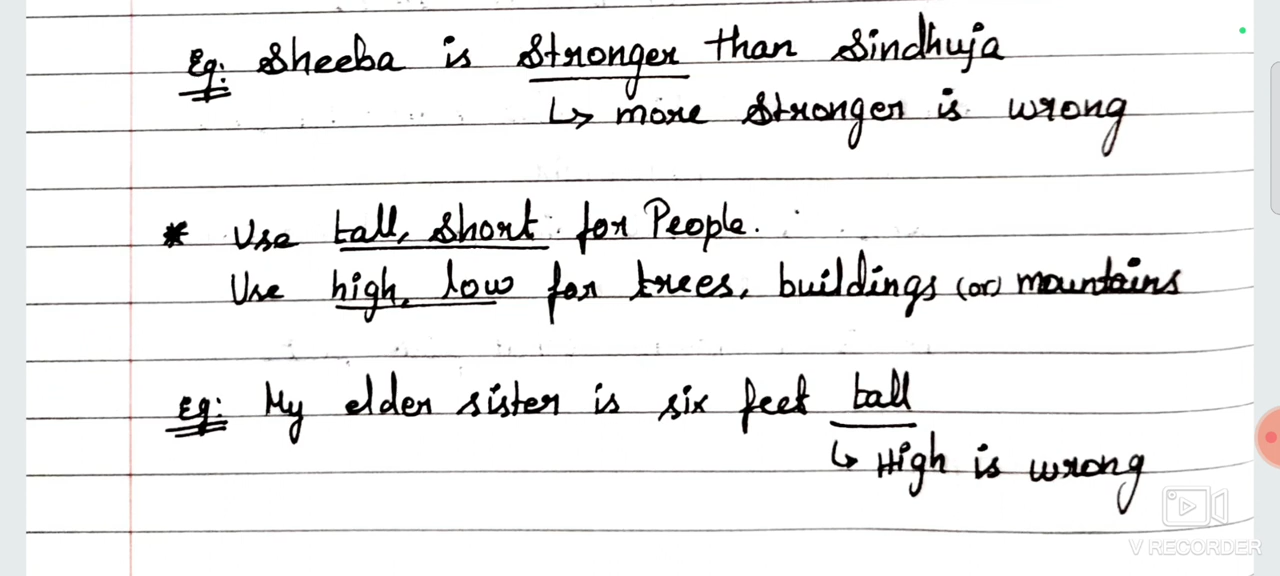 Eg: Sheeba is stronger than Sindhuja
↳ more stronger is wrong
* Use tall, short for People.
Use high, low for trees, buildings (or) mountains
Eg: My elder sister is six feet tall
↳ High is wrong
V RECORDER